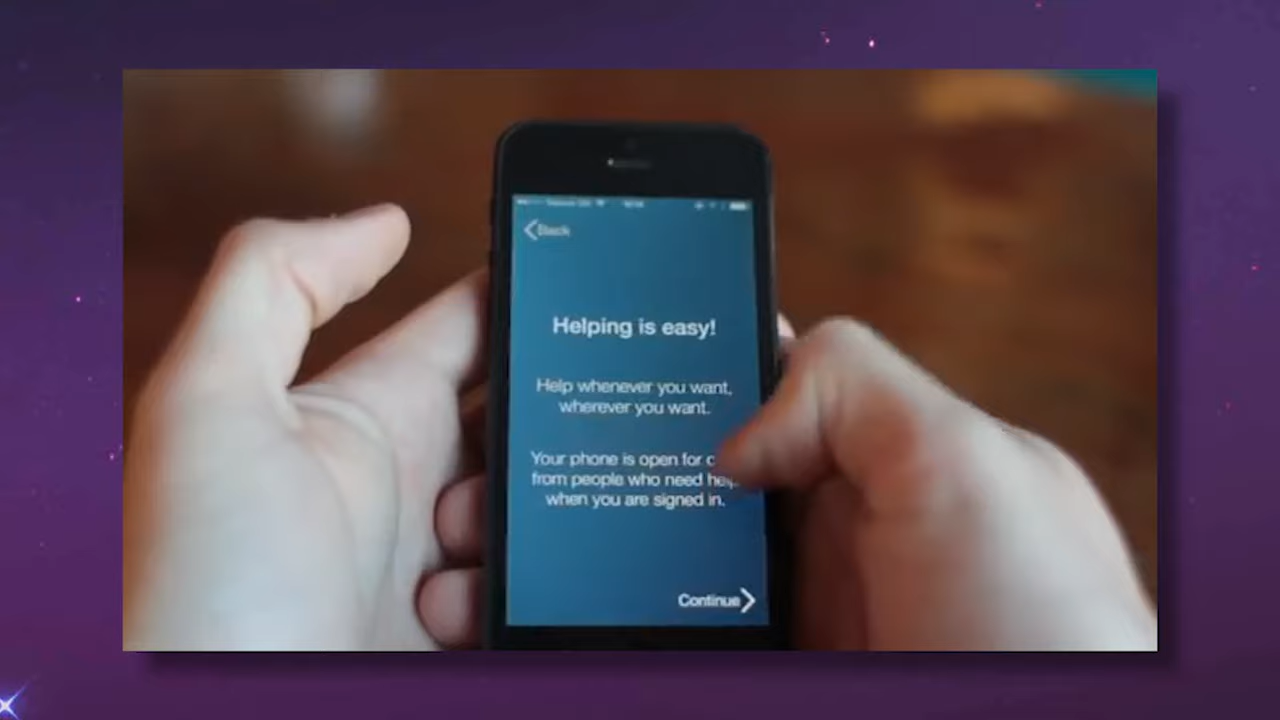 Back
Helping is easy!
Help whenever you want,
wherever you want.
Your phone is open for
from people who need
when you are signed in.
Continue